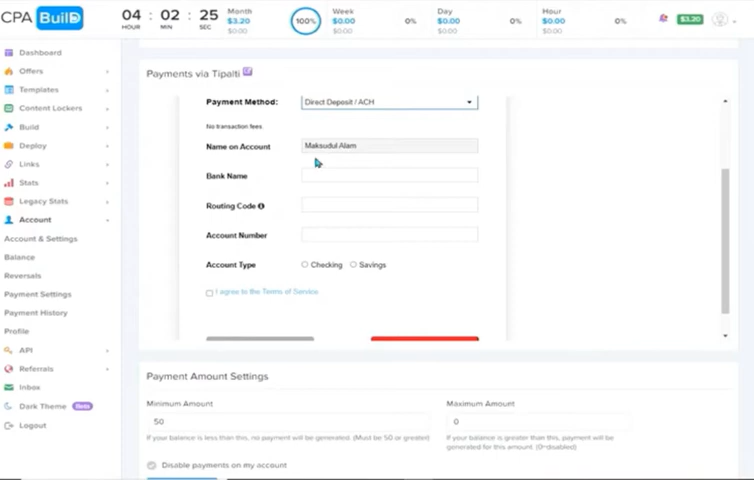 CPA BuilD
04 : 02 : 25
HOUR MIN SEC
Month
$3.20
$0.00
100%
Week
$0.00
$0.00
0%
Day
$0.00
$0.00
0%
Hour
$0.00
$0.00
0%
$3.20
Dashboard
Offers
Templates
Content Lockers
Build
Deploy
Links
Stats
Legacy Stats
Account
Account & Settings
Balance
Reversals
Payment Settings
Payment History
Profile
API
Referrals
Inbox
Dark Theme Beta
Logout
Payments via Tipalti
Payment Method: Direct Deposit / ACH
No transaction fees
Name on Account Maksudul Alam
Bank Name
Routing Code
Account Number
Account Type Checking Savings
I agree to the Terms of Service
Payment Amount Settings
Minimum Amount
50
If your balance is less than this, no payment will be generated. (Must be 50 or greater)
Maximum Amount
0
If your balance is greater than this, payment will be
generated for this amount. (0=disabled)
Disable payments on my account